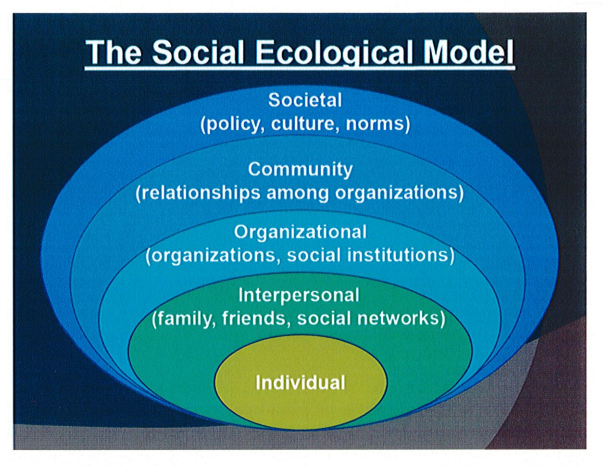 The Social Ecological Model
Societal
(policy, culture, norms)
Community
(relationships among organizations)
Organizational
(organizations, social institutions)
Interpersonal
(family, friends, social networks)
Individual